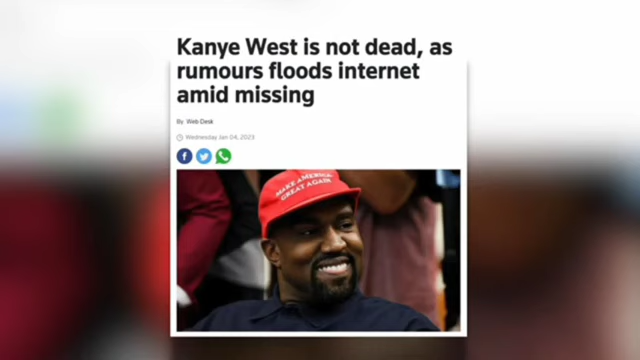 Kanye West is not dead, as
rumours floods internet
amid missing
By Web Desk
Wednesday Jan 04, 2023
MAKE AMERICA
GREAT AGAIN